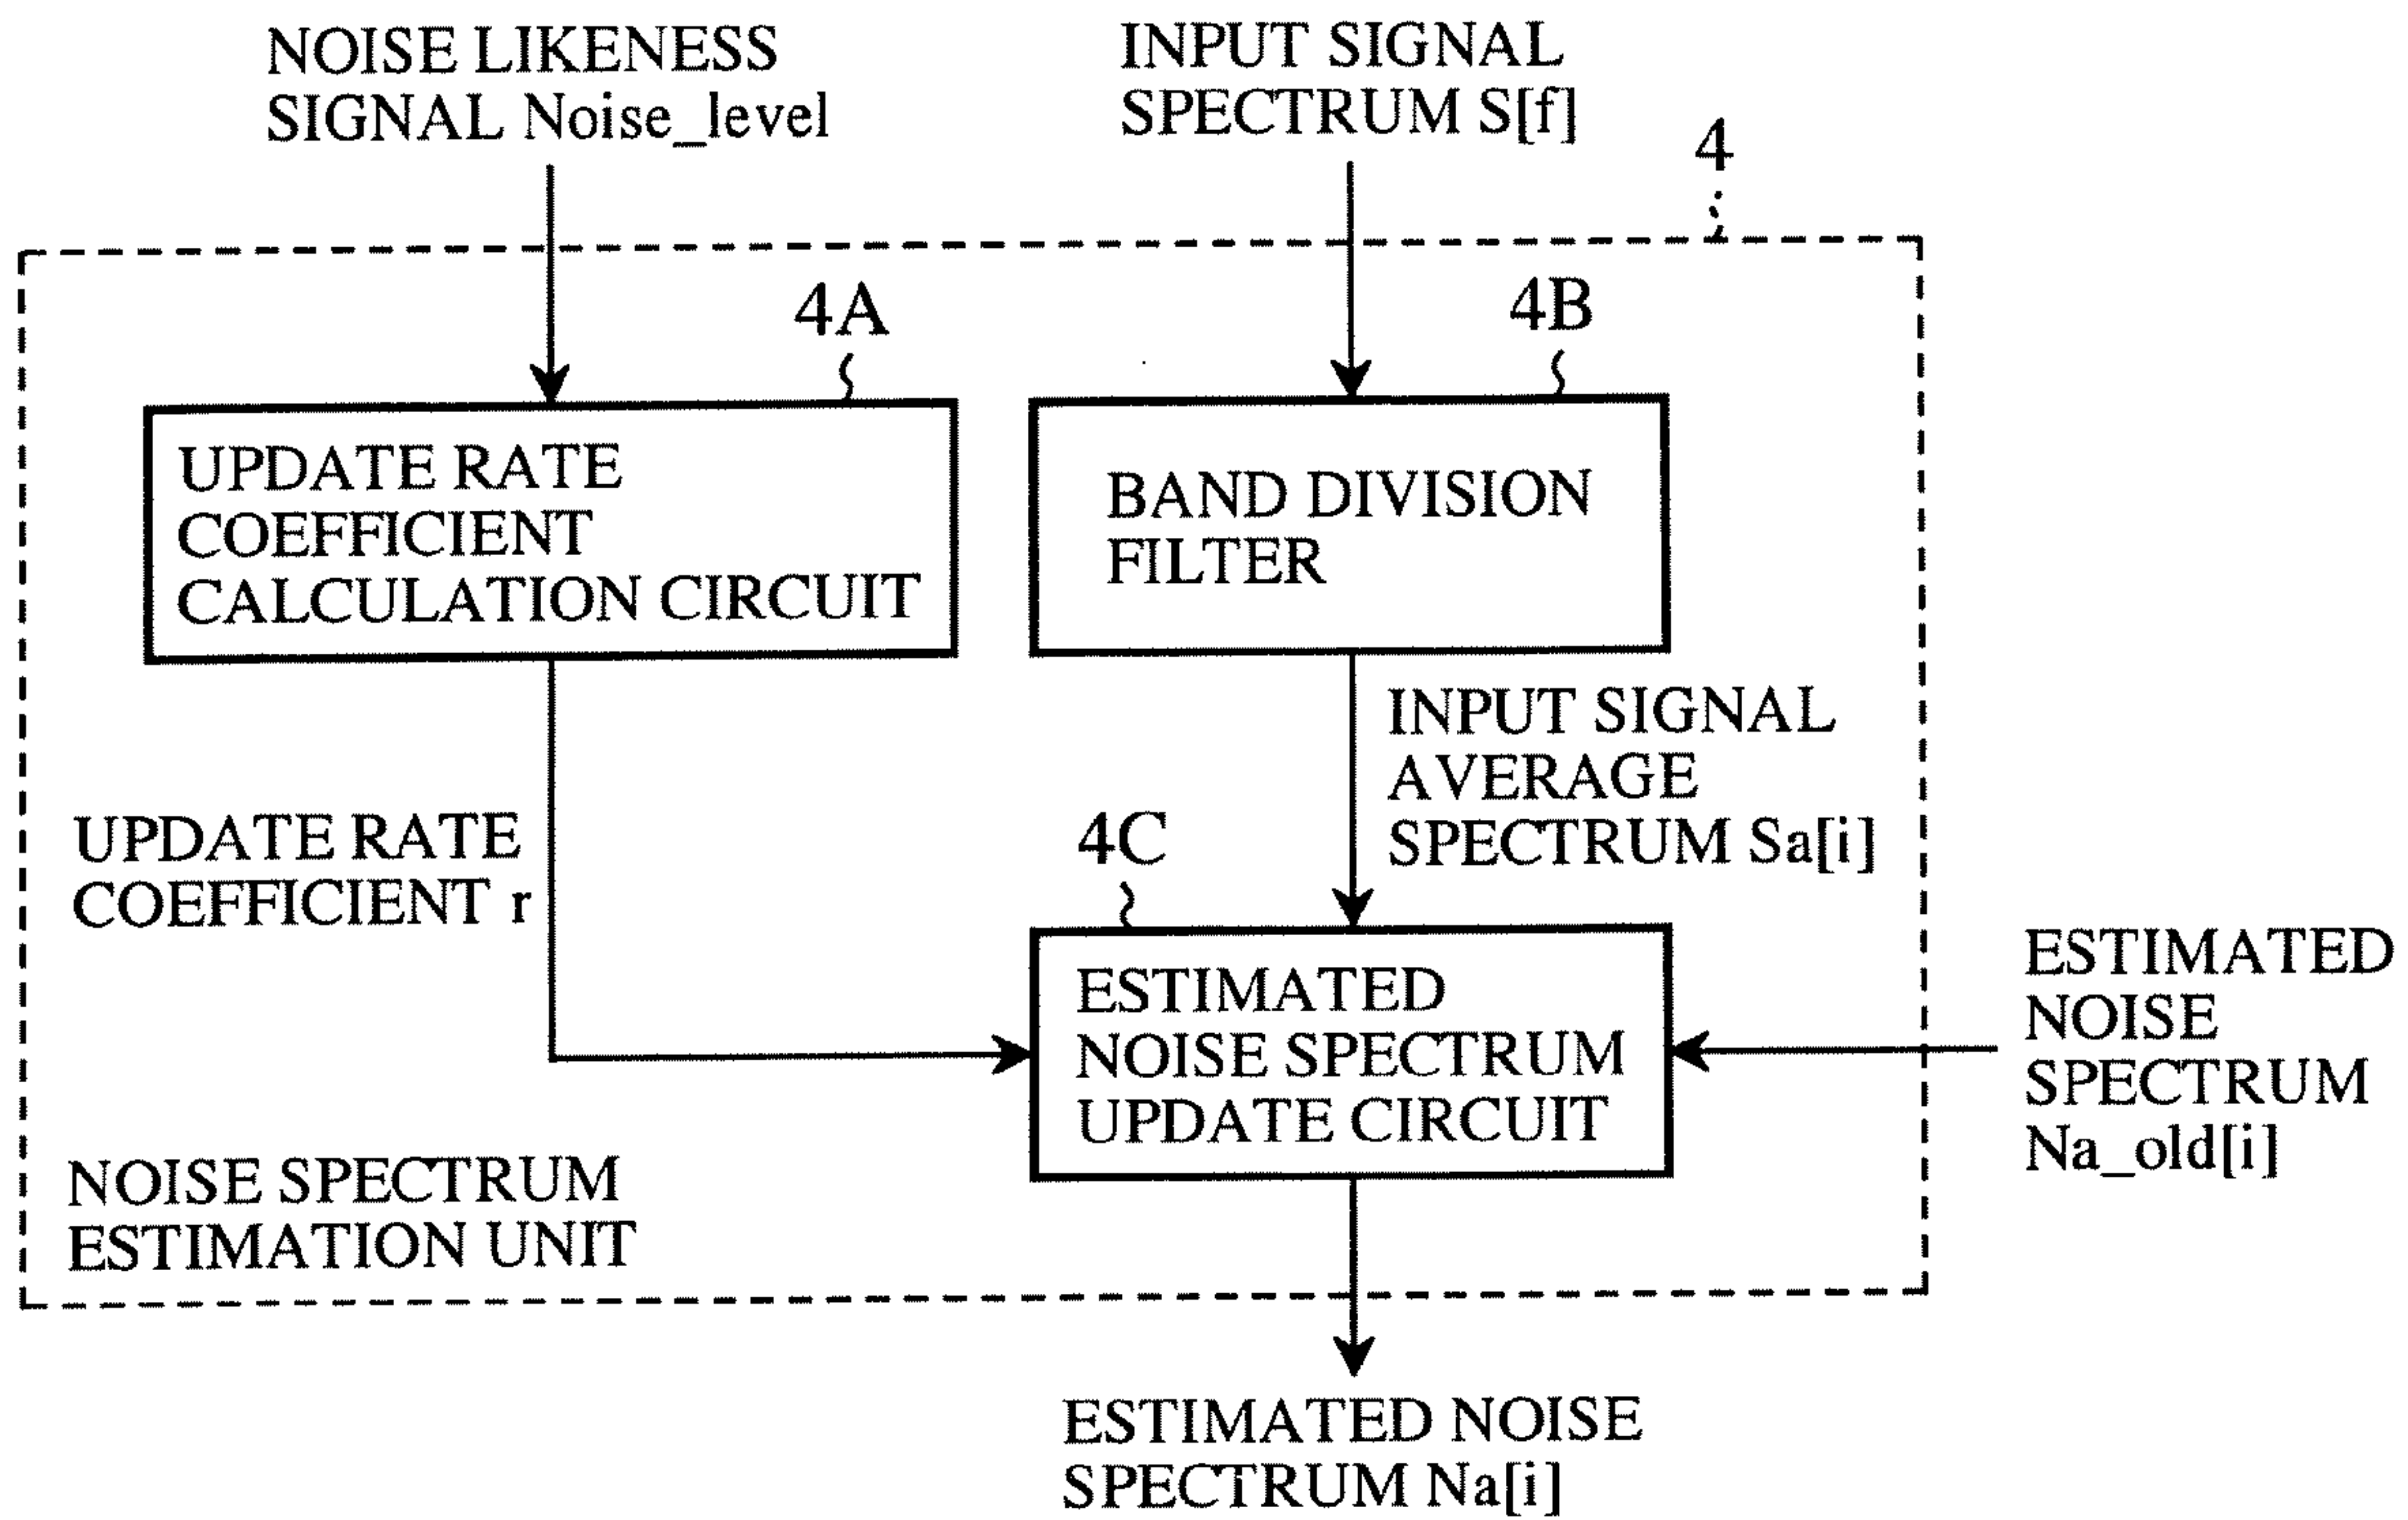 NOISE LIKENESS
SIGNAL Noise_level
INPUT SIGNAL
SPECTRUM S[f]
4
4A
4B
UPDATE RATE
COEFFICIENT
CALCULATION CIRCUIT
BAND DIVISION
FILTER
INPUT SIGNAL
AVERAGE
SPECTRUM Sa[i]
UPDATE RATE
COEFFICIENT r
4C
ESTIMATED
NOISE SPECTRUM
UPDATE CIRCUIT
ESTIMATED
NOISE
SPECTRUM
Na_old[i]
NOISE SPECTRUM
ESTIMATION UNIT
ESTIMATED NOISE
SPECTRUM Na[i]